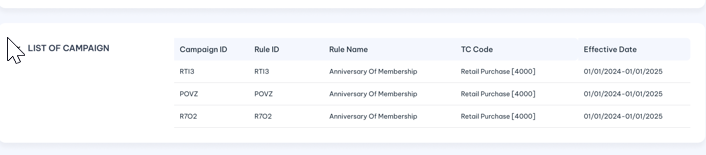 LIST OF CAMPAIGN
Campaign ID Rule ID Rule Name TC Code Effective Date
RTI3 RTI3 Anniversary Of Membership Retail Purchase [4000] 01/01/2024-01/01/2025
POVZ POVZ Anniversary Of Membership Retail Purchase [4000] 01/01/2024-01/01/2025
R7O2 R7O2 Anniversary Of Membership Retail Purchase [4000] 01/01/2024-01/01/2025